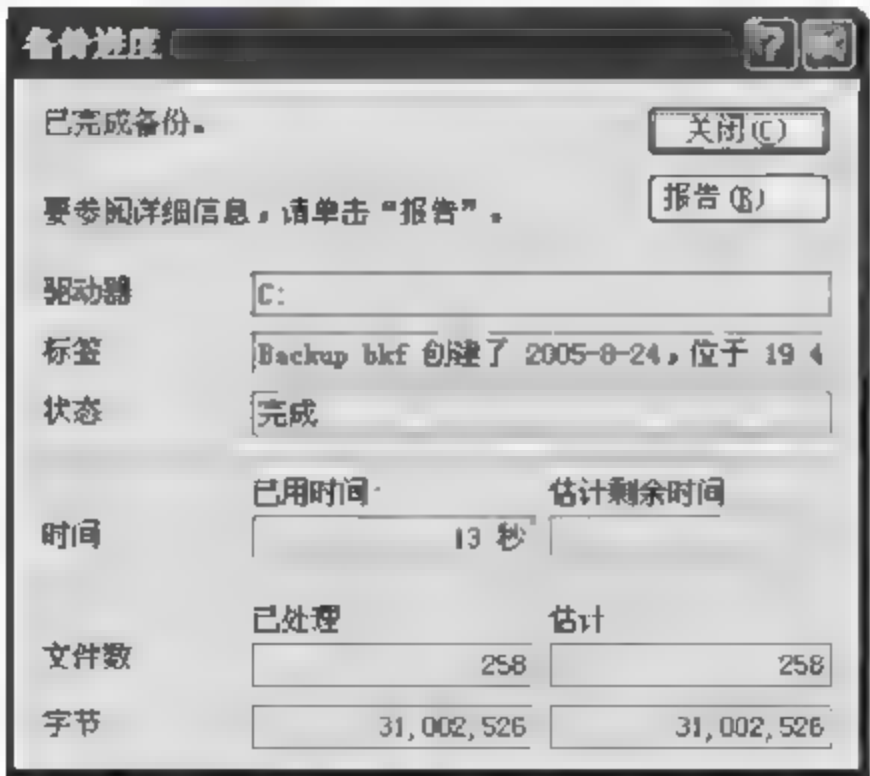 备份进度
已完成备份。
关闭(C)
要参阅详细信息，请单击“报告”。
报告(R)
驱动器 C:
标签 Backup bkf 创建了 2005-8-24，位于 19 4
状态 完成
已用时间 估计剩余时间
时间 13 秒
已处理 估计
文件数 258 258
字节 31,002,526 31,002,526